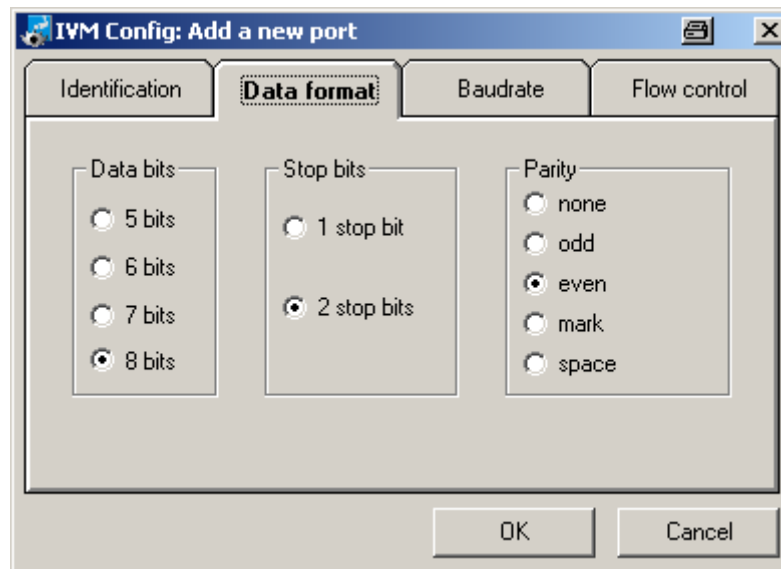 IVM Config: Add a new port
Identification Data format Baudrate Flow control
Data bits Stop bits Parity
5 bits
6 bits
7 bits
8 bits
1 stop bit
2 stop bits
none
odd
even
mark
space
OK Cancel